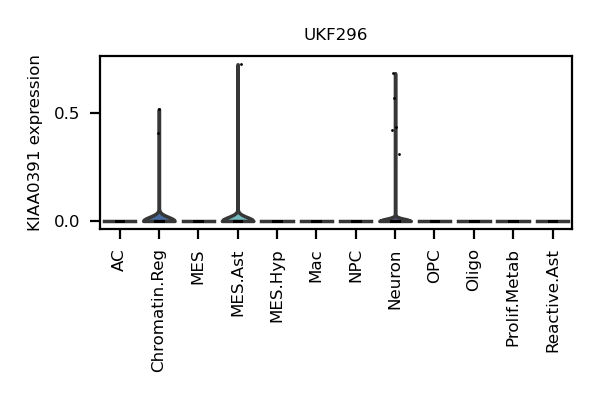 UKF296
KIAA0391 expression
0.5
0.0
AC
Chromatin.Reg
MES
MES.Ast
MES.Hyp
Mac
NPC
Neuron
OPC
Oligo
Prolif.Metab
Reactive.Ast